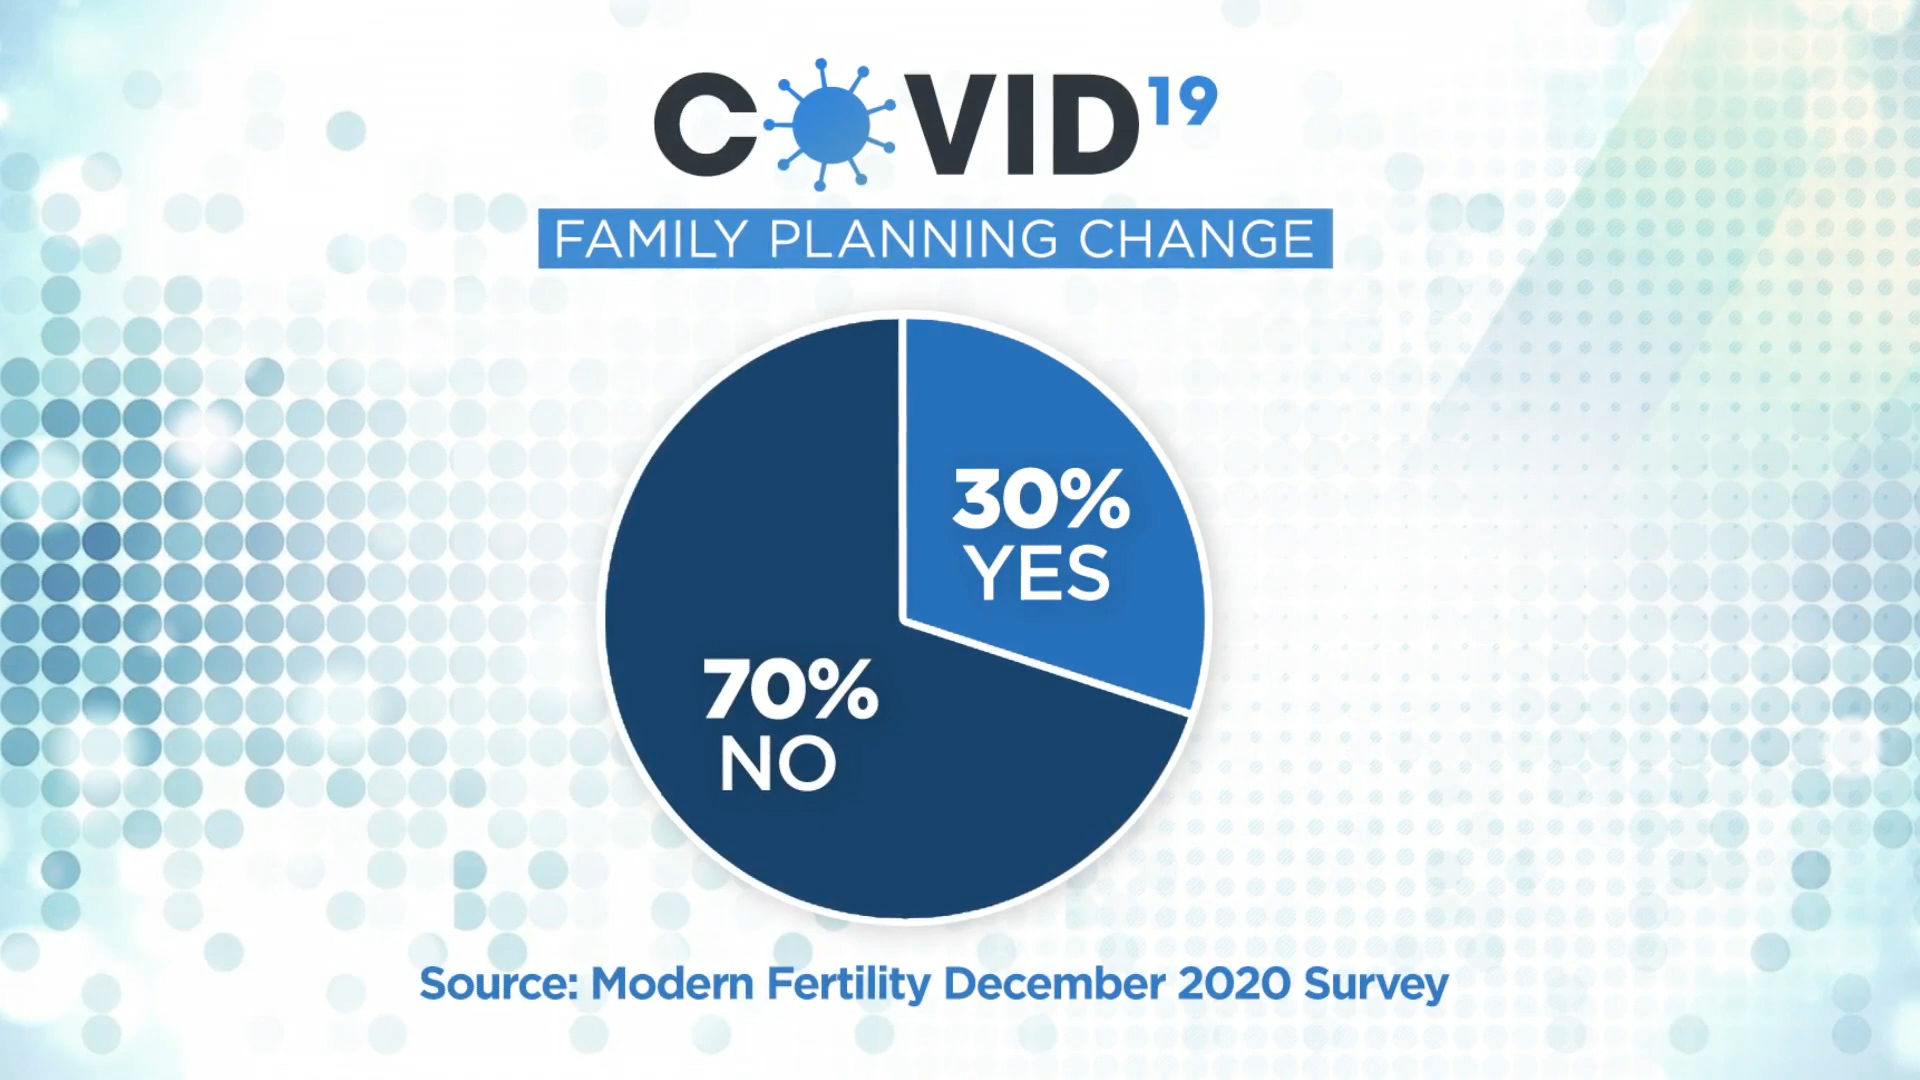 COVID19
FAMILY PLANNING CHANGE
30%
YES
70%
NO
Source: Modern Fertility December 2020 Survey